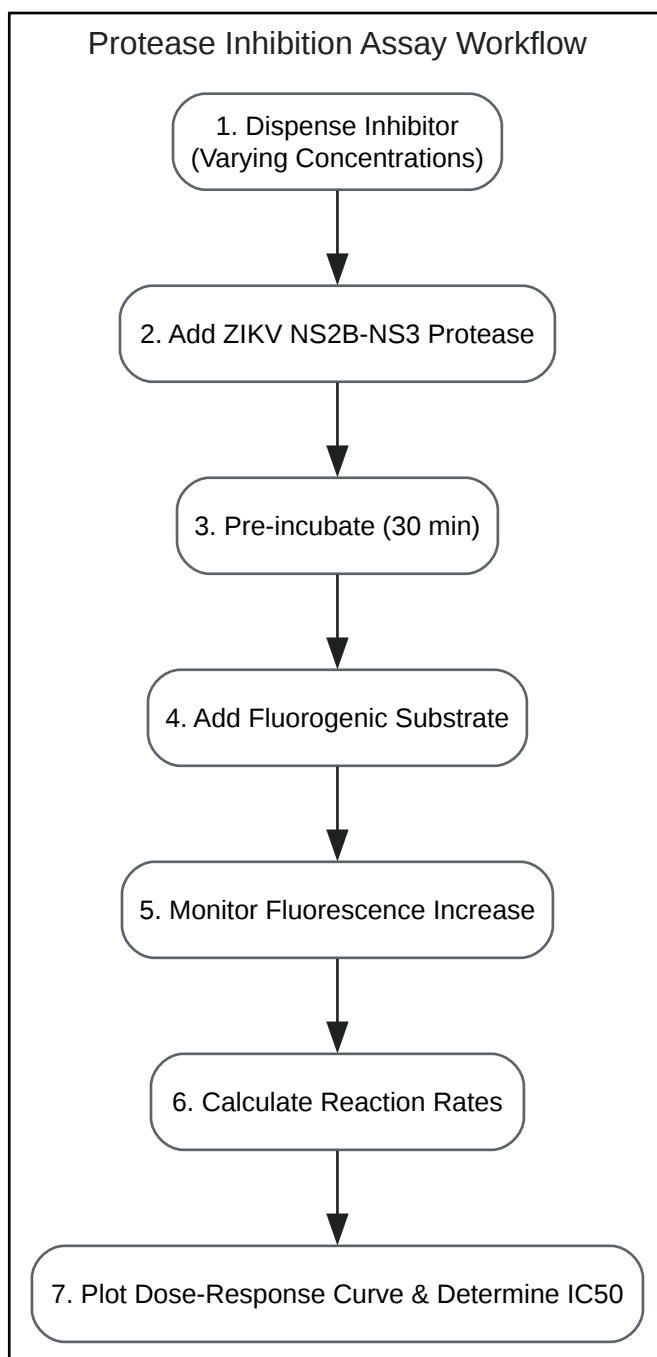 Protease Inhibition Assay Workflow
1. Dispense Inhibitor
(Varying Concentrations)
2. Add ZIKV NS2B-NS3 Protease
3. Pre-incubate (30 min)
4. Add Fluorogenic Substrate
5. Monitor Fluorescence Increase
6. Calculate Reaction Rates
7. Plot Dose-Response Curve & Determine IC50